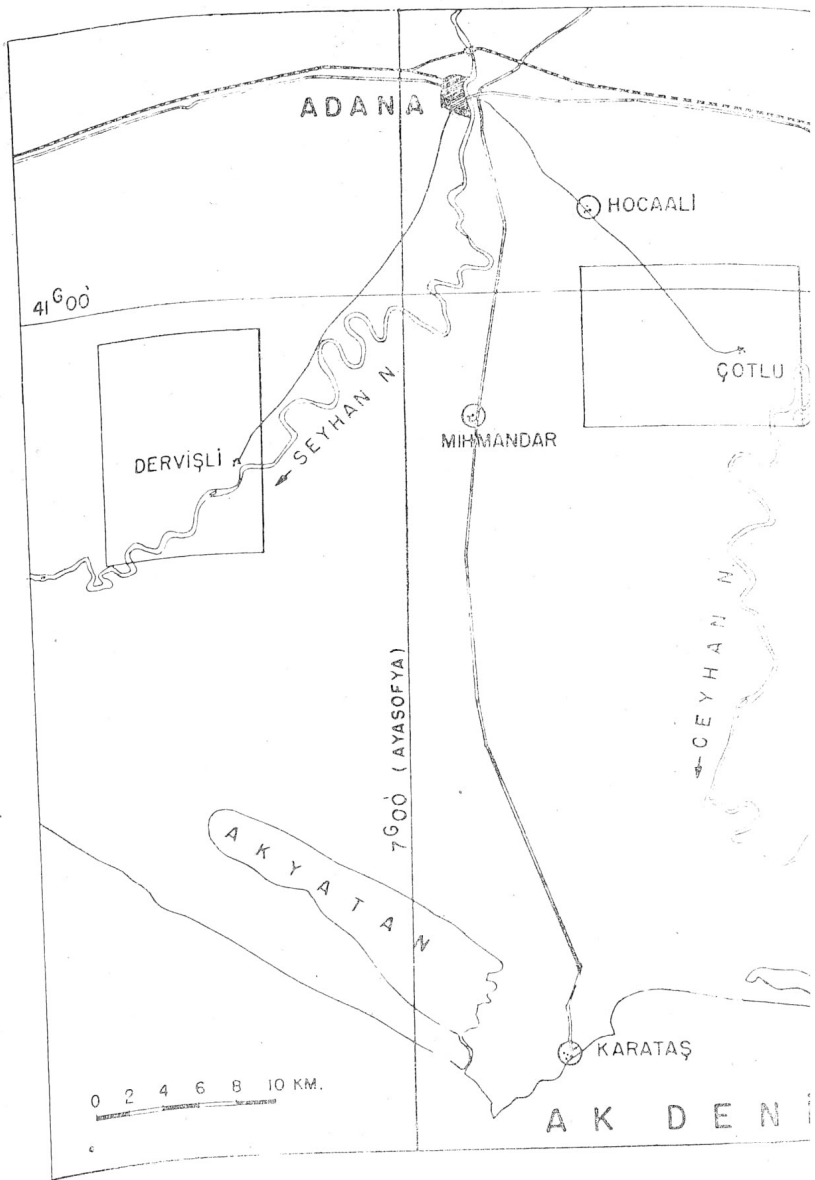 ADANA
HOCAALİ
41ᴳ00'
ÇOTLU
SEYHAN N.
MIHMANDAR
DERVİŞLİ
CEYHAN N
7ᴳ00' (AYASOFYA)
AKYATAN
KARATAŞ
0 2 4 6 8 10 KM.
AK DENİ